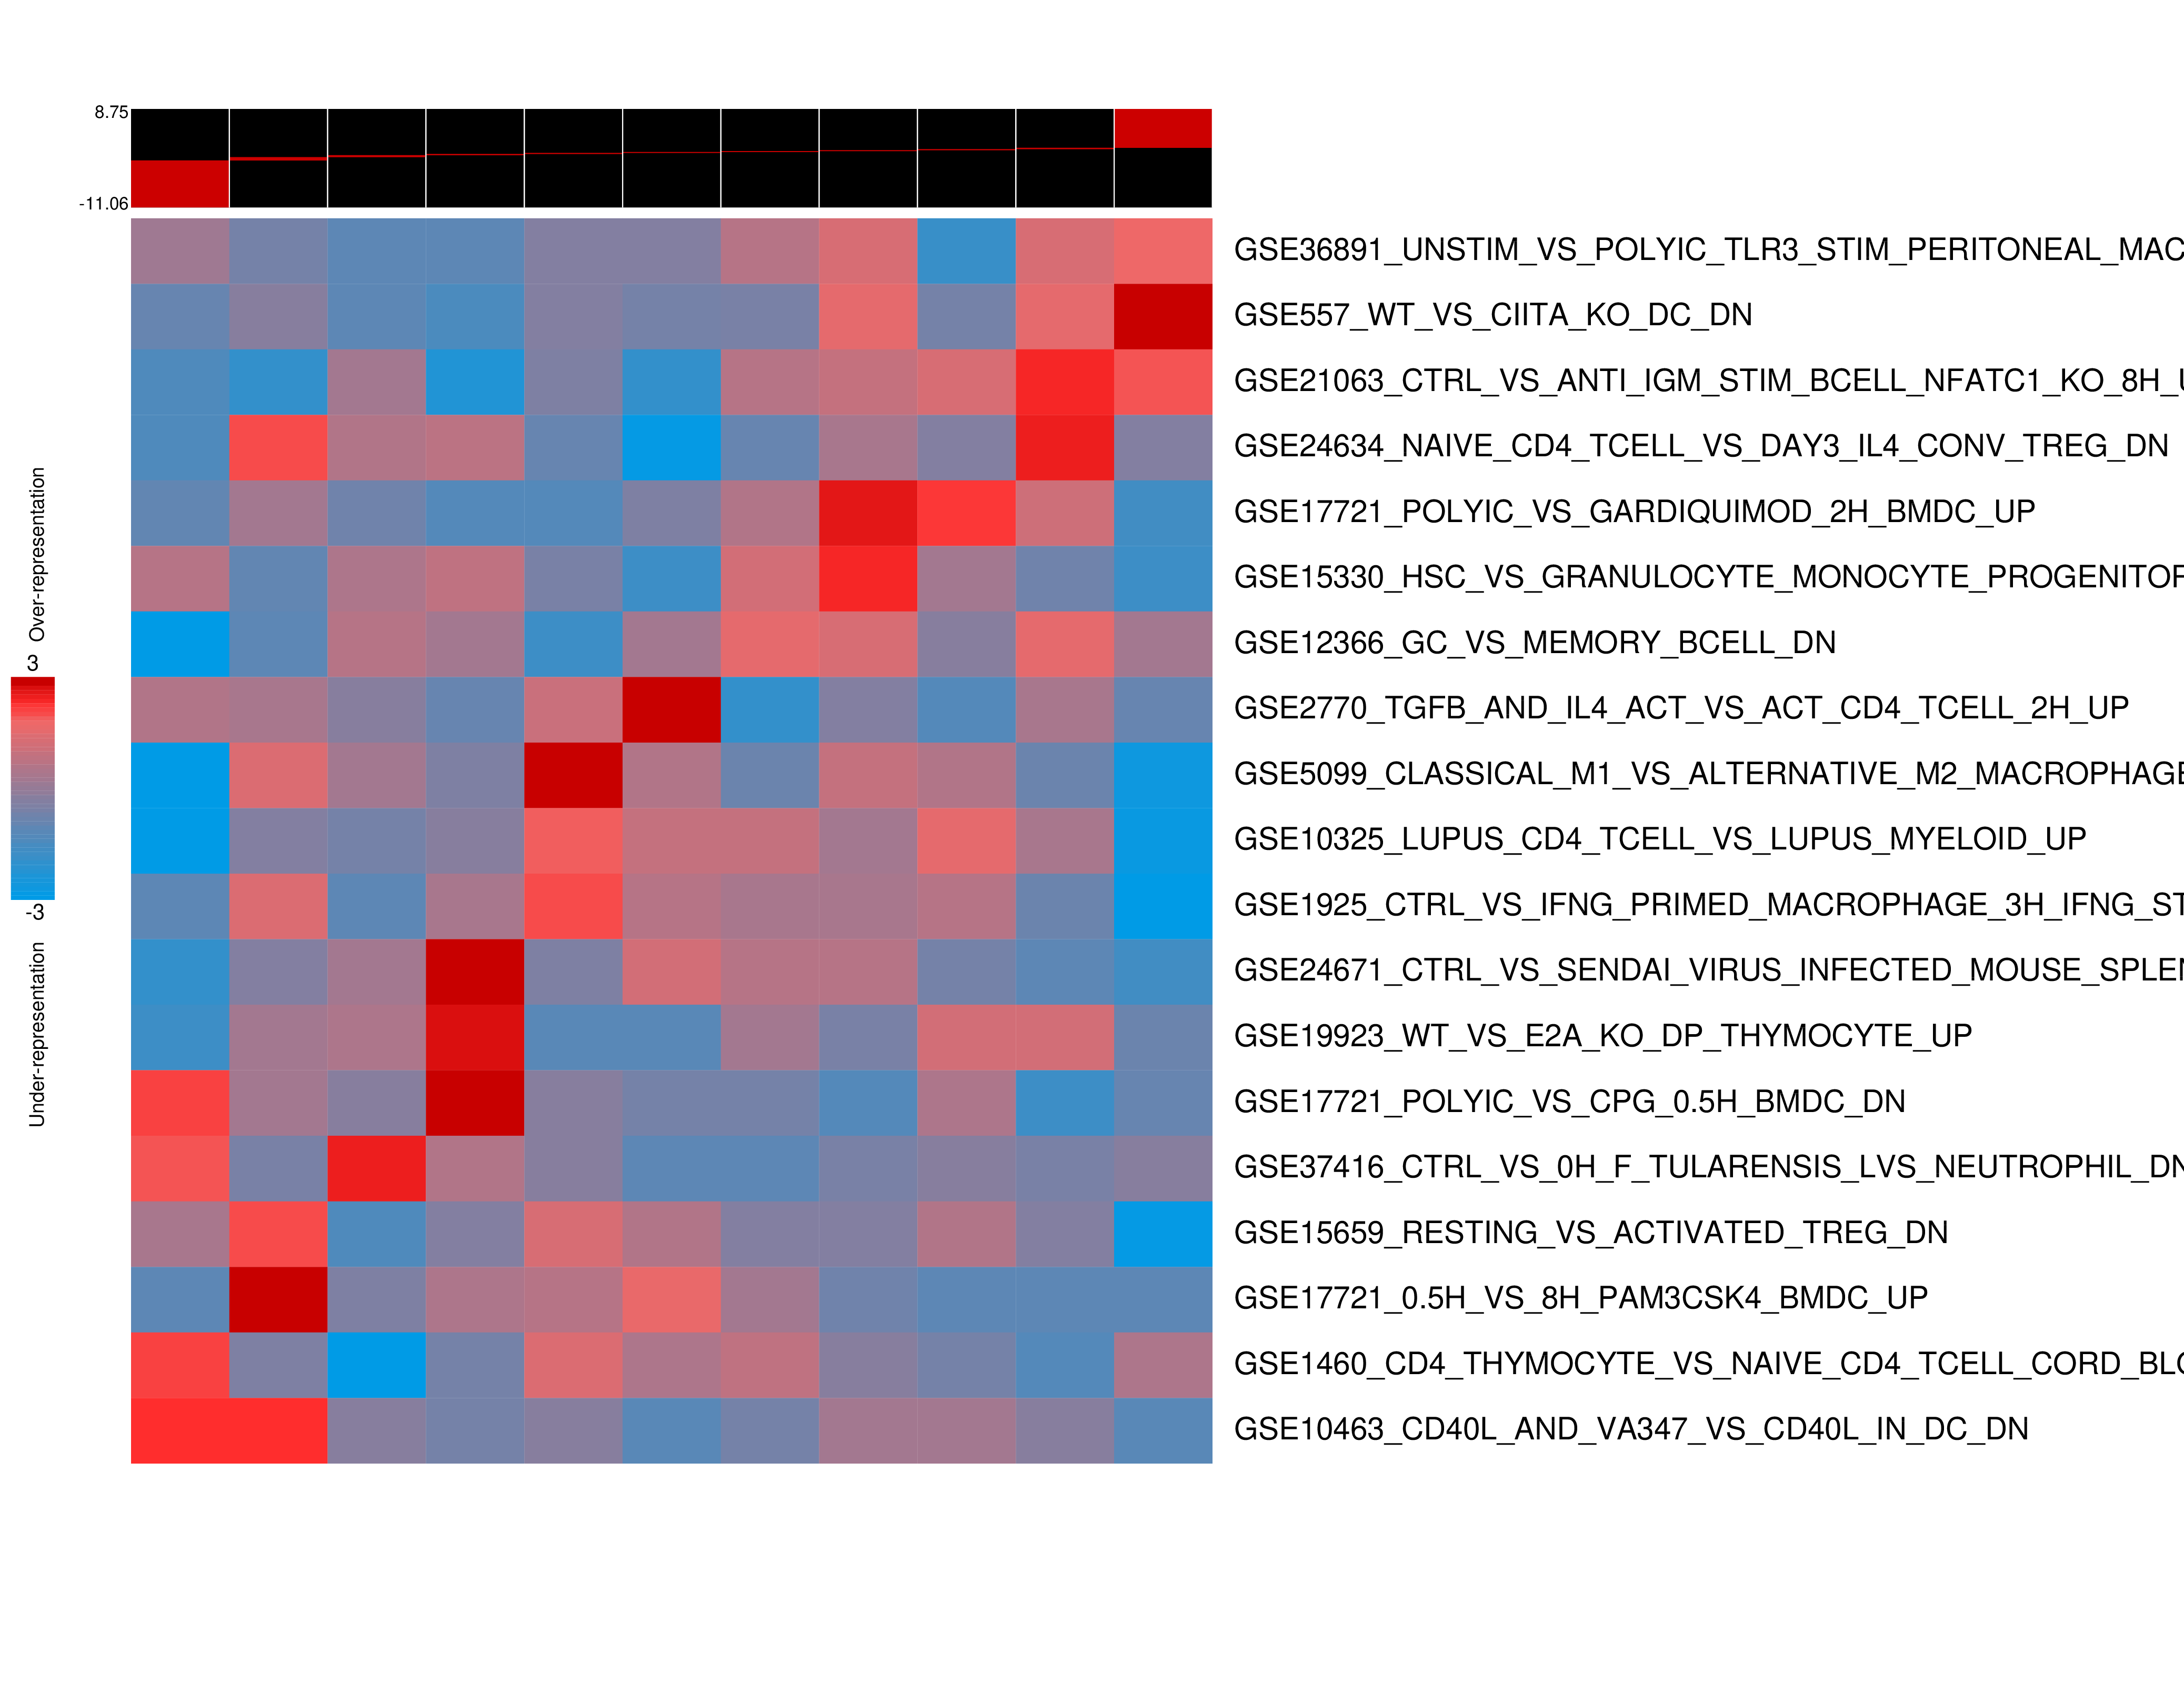 8.75
-11.06
GSE36891_UNSTIM_VS_POLYIC_TLR3_STIM_PERITONEAL_MAC
GSE557_WT_VS_CIITA_KO_DC_DN
GSE21063_CTRL_VS_ANTI_IGM_STIM_BCELL_NFATC1_KO_8H_U
GSE24634_NAIVE_CD4_TCELL_VS_DAY3_IL4_CONV_TREG_DN
GSE17721_POLYIC_VS_GARDIQUIMOD_2H_BMDC_UP
GSE15330_HSC_VS_GRANULOCYTE_MONOCYTE_PROGENITOR
GSE12366_GC_VS_MEMORY_BCELL_DN
GSE2770_TGFB_AND_IL4_ACT_VS_ACT_CD4_TCELL_2H_UP
GSE5099_CLASSICAL_M1_VS_ALTERNATIVE_M2_MACROPHAGE
GSE10325_LUPUS_CD4_TCELL_VS_LUPUS_MYELOID_UP
GSE1925_CTRL_VS_IFNG_PRIMED_MACROPHAGE_3H_IFNG_ST
GSE24671_CTRL_VS_SENDAI_VIRUS_INFECTED_MOUSE_SPLEN
GSE19923_WT_VS_E2A_KO_DP_THYMOCYTE_UP
GSE17721_POLYIC_VS_CPG_0.5H_BMDC_DN
GSE37416_CTRL_VS_0H_F_TULARENSIS_LVS_NEUTROPHIL_DN
GSE15659_RESTING_VS_ACTIVATED_TREG_DN
GSE17721_0.5H_VS_8H_PAM3CSK4_BMDC_UP
GSE1460_CD4_THYMOCYTE_VS_NAIVE_CD4_TCELL_CORD_BLO
GSE10463_CD40L_AND_VA347_VS_CD40L_IN_DC_DN
Over-representation
3
-3
Under-representation